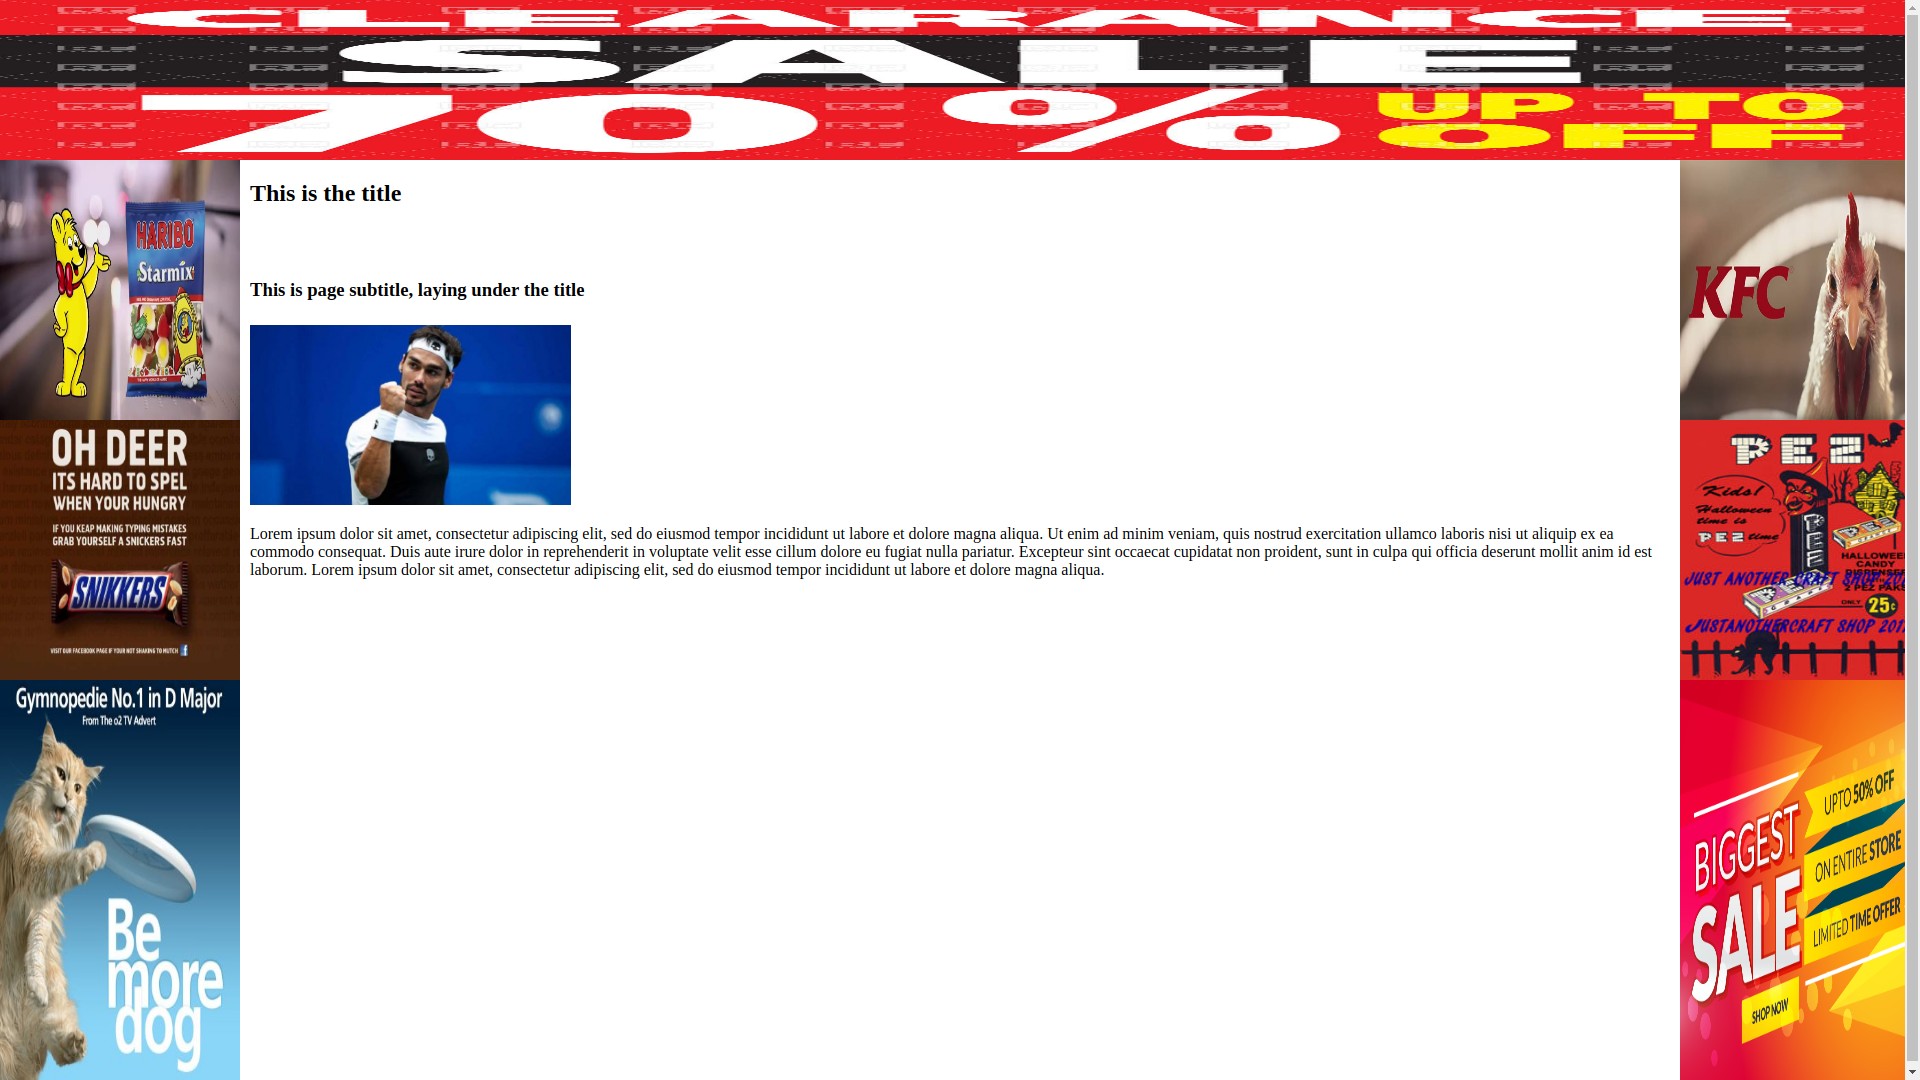 CLEARANCE
SALE
70 % UP TO
OFF
HARIBO
Starmix
OH DEER
ITS HARD TO SPEL
WHEN YOUR HUNGRY
IF YOU KEAP MAKING TYPING MISTAKES
GRAB YOURSELF A SNICKERS FAST
SNIKKERS
VISIT OUR FACEBOOK PAGE IF YOUR NOT SHAKING TO MUTCH
Gymnopedie No.1 in D Major
From The o2 TV Advert
Be
more
dog
This is the title
This is page subtitle, laying under the title
Lorem ipsum dolor sit amet, consectetur adipiscing elit, sed do eiusmod tempor incididunt ut labore et dolore magna aliqua. Ut enim ad minim veniam, quis nostrud exercitation ullamco laboris nisi ut aliquip ex ea
commodo consequat. Duis aute irure dolor in reprehenderit in voluptate velit esse cillum dolore eu fugiat nulla pariatur. Excepteur sint occaecat cupidatat non proident, sunt in culpa qui officia deserunt mollit anim id est
laborum. Lorem ipsum dolor sit amet, consectetur adipiscing elit, sed do eiusmod tempor incididunt ut labore et dolore magna aliqua.
KFC
PEZ
Kids!
Halloween
time is
PEZ time
PEZ
PEZ
HALLOWEEN
CANDY
2 PEZ
ONLY 25¢
JUST ANOTHER CRAFT SHOP
JUSTANOTHERCRAFT SHOP
UPTO 50% OFF
ON ENTIRE STORE
LIMITED TIME OFFER
BIGGEST
SALE
SHOP NOW